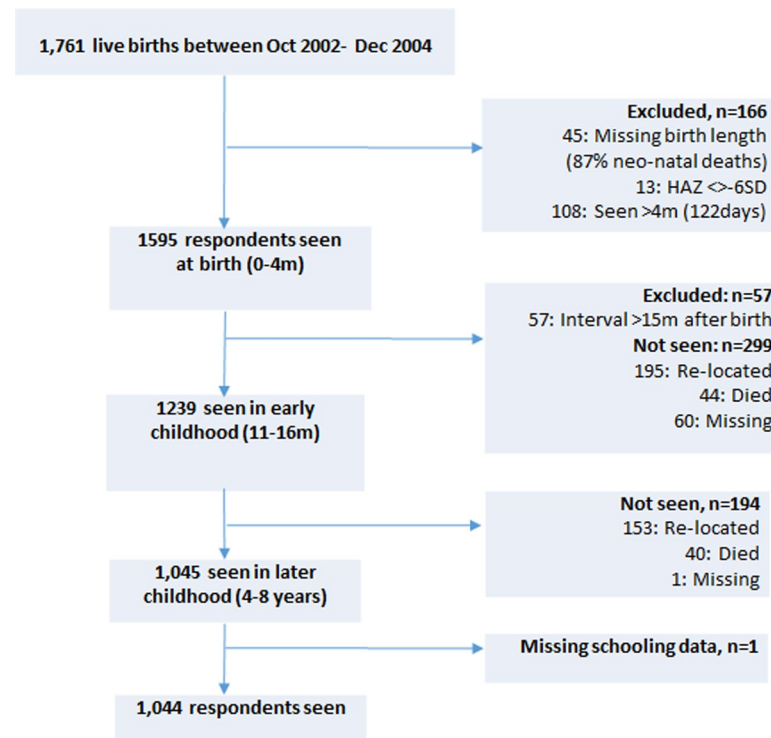 1,761 live births between Oct 2002- Dec 2004
Excluded, n=166
45: Missing birth length
(87% neo-natal deaths)
13: HAZ <>-6SD
108: Seen >4m (122days)
1595 respondents seen
at birth (0-4m)
Excluded: n=57
57: Interval >15m after birth
Not seen: n=299
195: Re-located
44: Died
60: Missing
1239 seen in early
childhood (11-16m)
Not seen, n=194
153: Re-located
40: Died
1: Missing
1,045 seen in later
childhood (4-8 years)
Missing schooling data, n=1
1,044 respondents seen